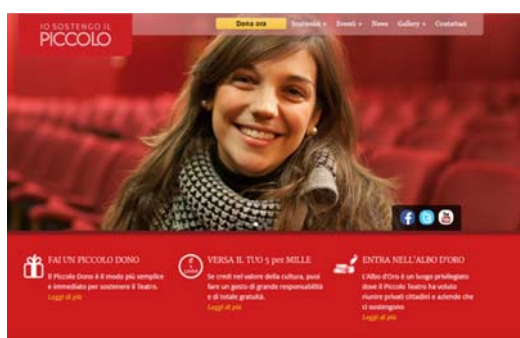 IO SOSTENGO IL
PICCOLO
Dona ora
Sostienici Eventi News Gallery Contattaci
FAI UN PICCOLO DONO
Il Piccolo Dono è il modo più semplice
e immediato per sostenere il Teatro.
Leggi di più
VERSA IL TUO 5 per MILLE
Se credi nel valore della cultura, puoi
fare un gesto di grande responsabilità
e di totale gratuità.
Leggi di più
ENTRA NELL'ALBO D'ORO
L'Albo d'Oro è un luogo privilegiato
dove il Piccolo Teatro ha voluto
riunire privati cittadini e aziende che
ci sostengono
Leggi di più